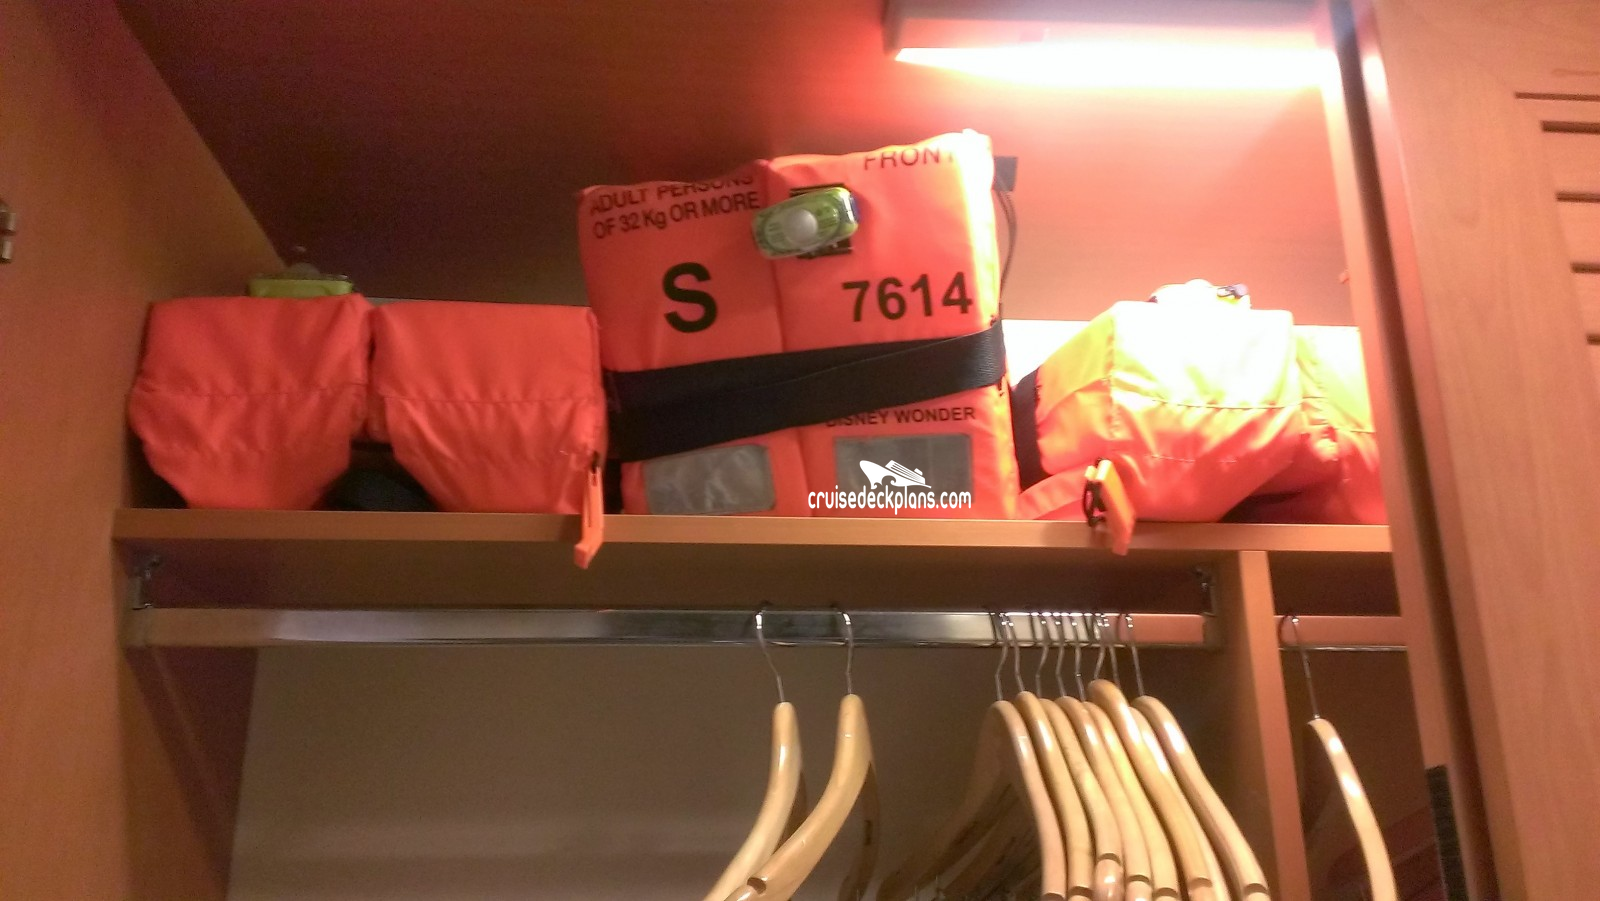 FRONT
ADULT PERSONS
OF 32 Kg OR MORE
S
7614
DISNEY WONDER
cruisedeckplans.com